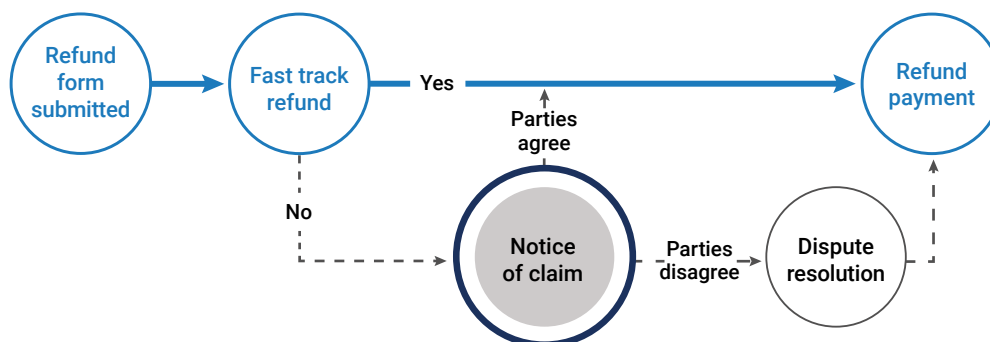 Refund
form
submitted
Fast track
refund
Yes
Refund
payment
Parties
agree
No
Notice
of claim
Parties
disagree
Dispute
resolution